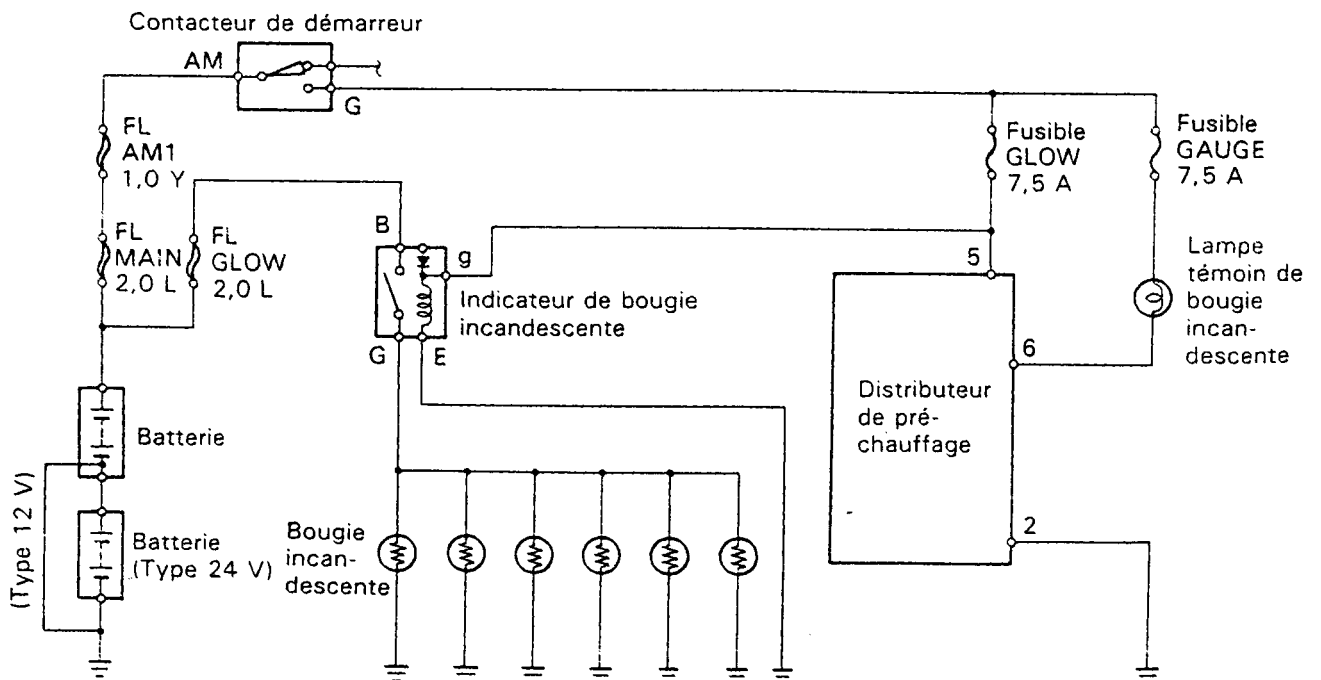 Contacteur de démarreur
AM
G
FL
AM1
1,0 Y
FL
MAIN
2,0 L
FL
GLOW
2,0 L
Fusible
GLOW
7,5 A
Fusible
GAUGE
7,5 A
B
g
Indicateur de bougie
incandescente
G
E
5
Lampe
témoin de
bougie
incan-
descente
6
Distributeur
de pré-
chauffage
2
Batterie
(Type 12 V)
Batterie
(Type 24 V)
Bougie
incan-
descente